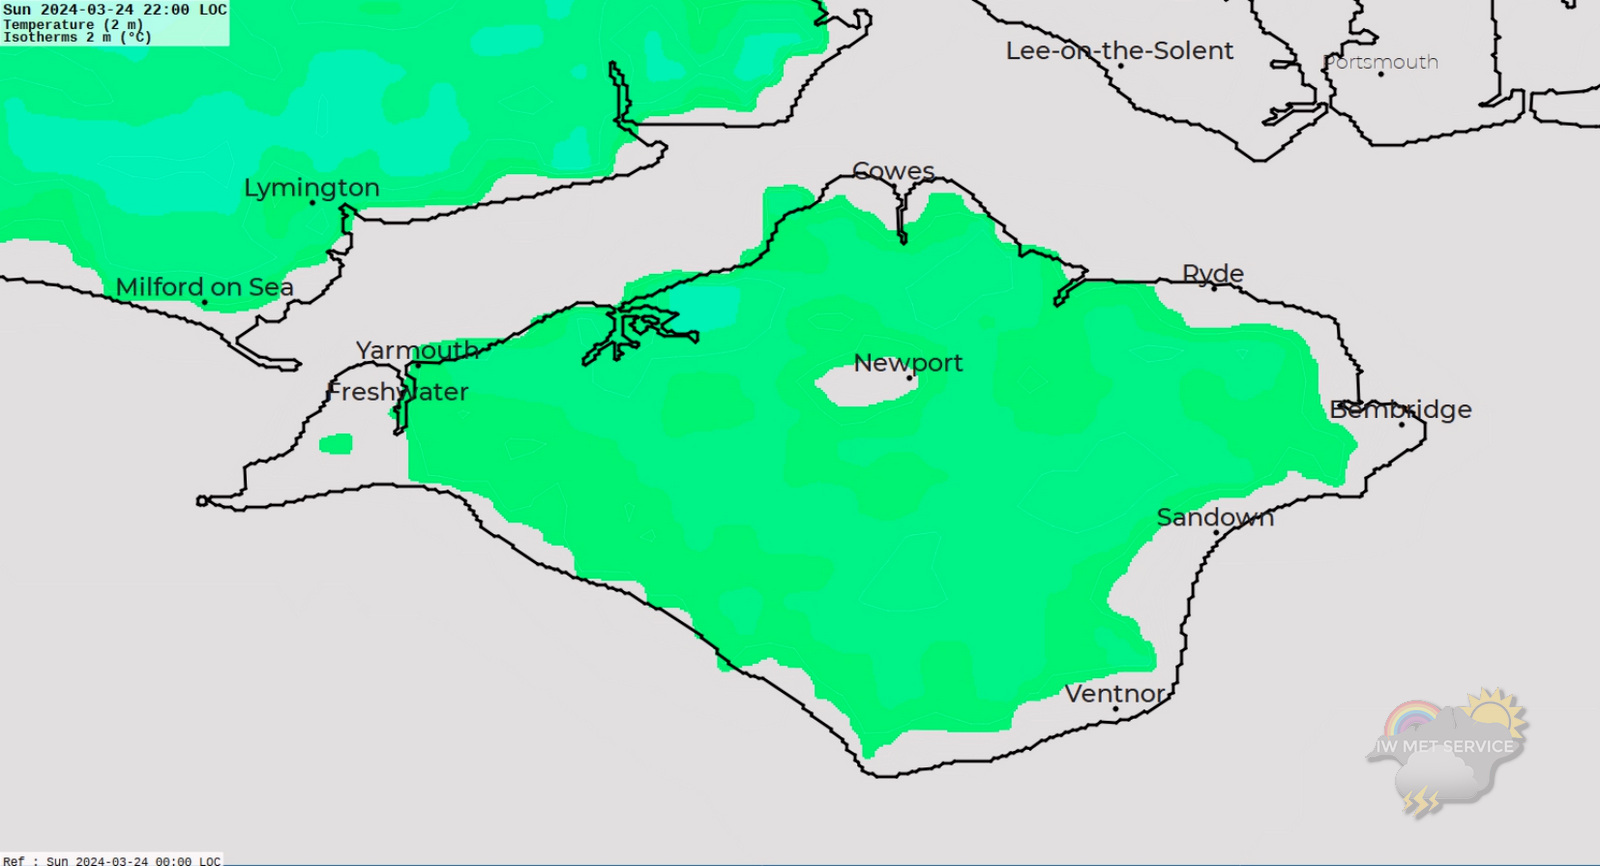 Sun 2024-03-24 22:00 LOC
Temperature (2 m)
Isotherms 2 m (°C)
Lee-on-the-Solent
Portsmouth
Cowes
Lymington
Ryde
Milford on Sea
Yarmouth
Newport
Freshwater
Bembridge
Sandown
Ventnor
IW MET SERVICE
Ref : Sun 2024-03-24 00:00 LOC